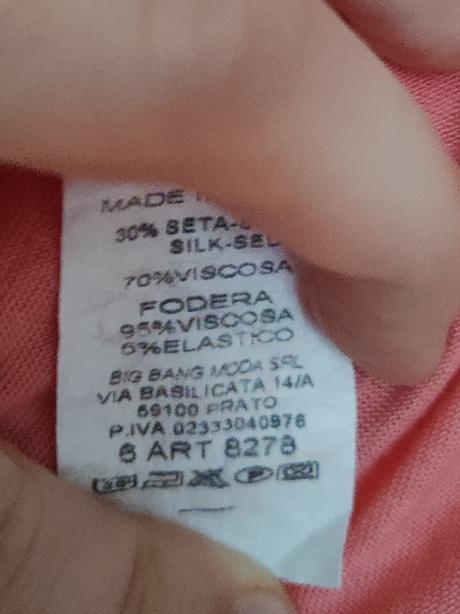 MADE
30% SETA-
SILK-SE
70%VISCOSA
FODERA
95%VISCOSA
5%ELASTICO
BIG BANG MODA SRL
VIA BASILICATA 14/A
59100 PRATO
P.IVA 02333040976
6 ART 8278